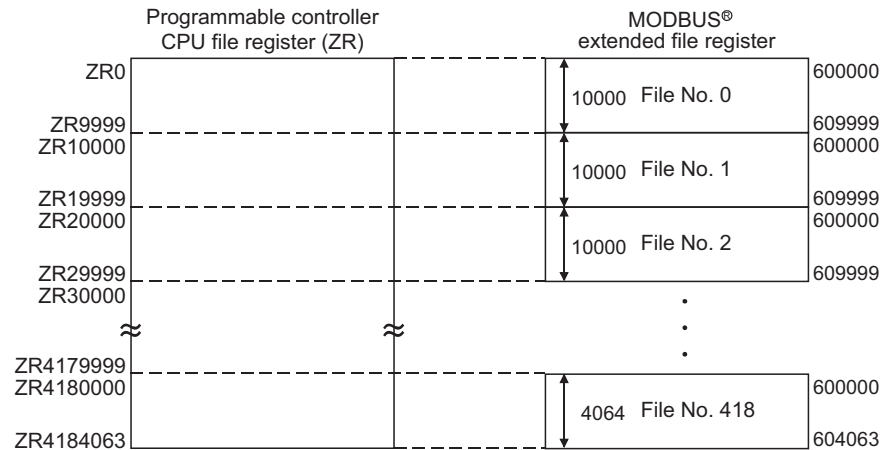 Programmable controller
CPU file register (ZR)
MODBUS®
extended file register
ZR0
600000
10000 File No. 0
ZR9999
609999
ZR10000
600000
10000 File No. 1
ZR19999
609999
ZR20000
600000
10000 File No. 2
ZR29999
609999
ZR30000
ZR4179999
ZR4180000
600000
4064 File No. 418
ZR4184063
604063